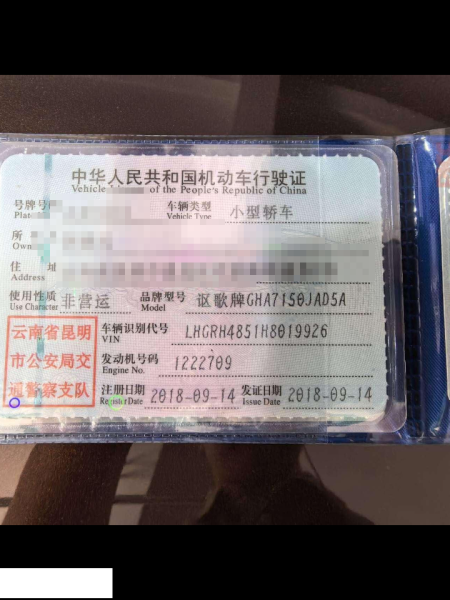 中华人民共和国机动车行驶证
Vehicle of the People's Republic of China
号牌号
Plat
车辆类型
Vehicle Type
小型轿车
所
Own
住 址
Address
使用性质
Use Character
非营运
品牌型号
Model
讴歌牌GHA7150JAD5A
云南省昆明
市公安局交
通警察支队
车辆识别代号
VIN
LHGRH4851H8019926
发动机号码
Engine No.
1222709
注册日期
Register Date
2018-09-14
发证日期
Issue Date
2018-09-14